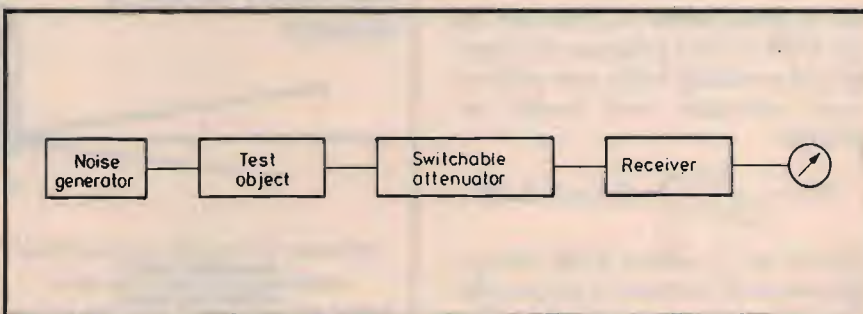 Noise
generator
Test
object
Switchable
attenuator
Receiver